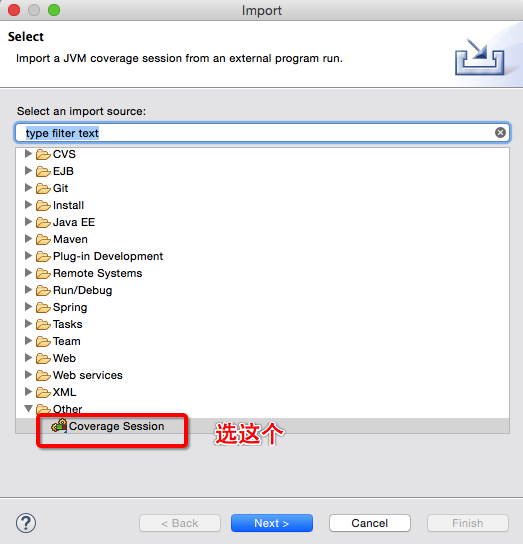 Import
Select
Import a JVM coverage session from an external program run.
Select an import source:
type filter text
CVS
EJB
Git
Install
Java EE
Maven
Plug-in Development
Remote Systems
Run/Debug
Spring
Tasks
Team
Web
Web services
XML
Other
Coverage Session 选这个
? < Back Next > Cancel Finish